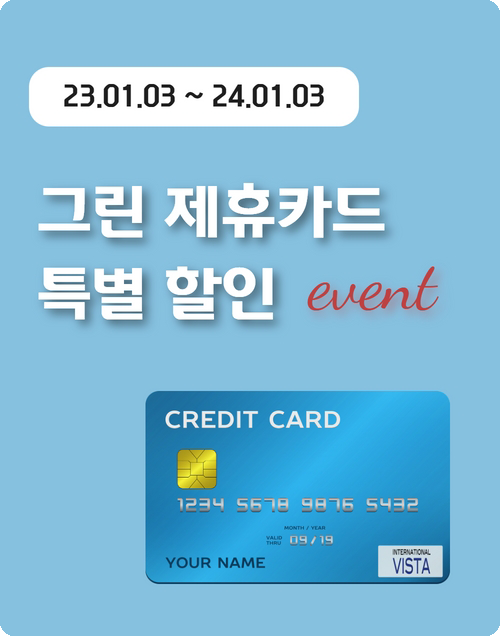 23.01.03 ~ 24.01.03
그린 제휴카드
특별 할인 event
CREDIT CARD
1234 5678 9876 5432
MONTH / YEAR
VALID THRU 09/19
YOUR NAME
INTERNATIONAL
VISTA